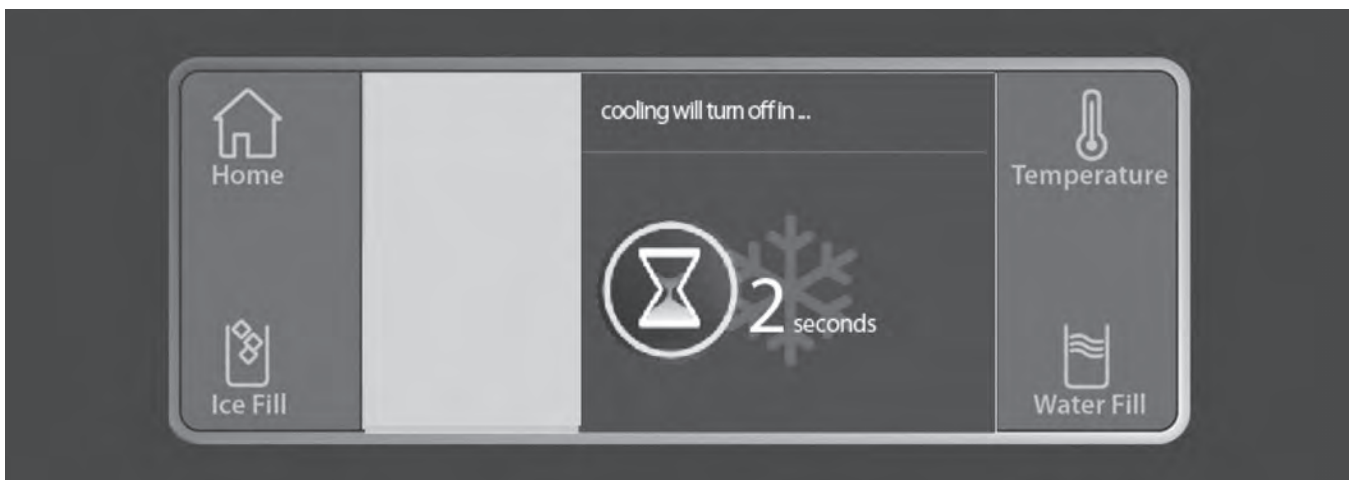 Home
Ice Fill
cooling will turn off in ...
2 seconds
Temperature
Water Fill